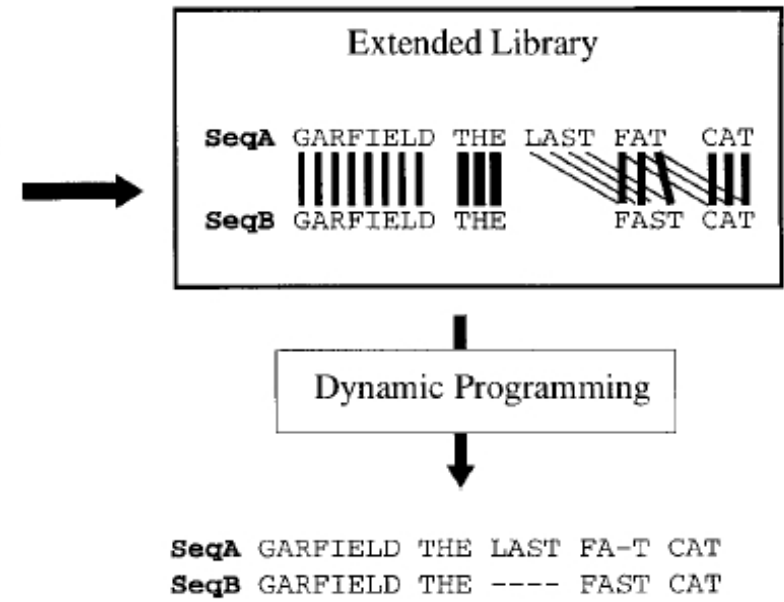 Extended Library
SeqA GARFIELD THE LAST FAT CAT
SeqB GARFIELD THE FAST CAT
Dynamic Programming
SeqA GARFIELD THE LAST FA-T CAT
SeqB GARFIELD THE ---- FAST CAT